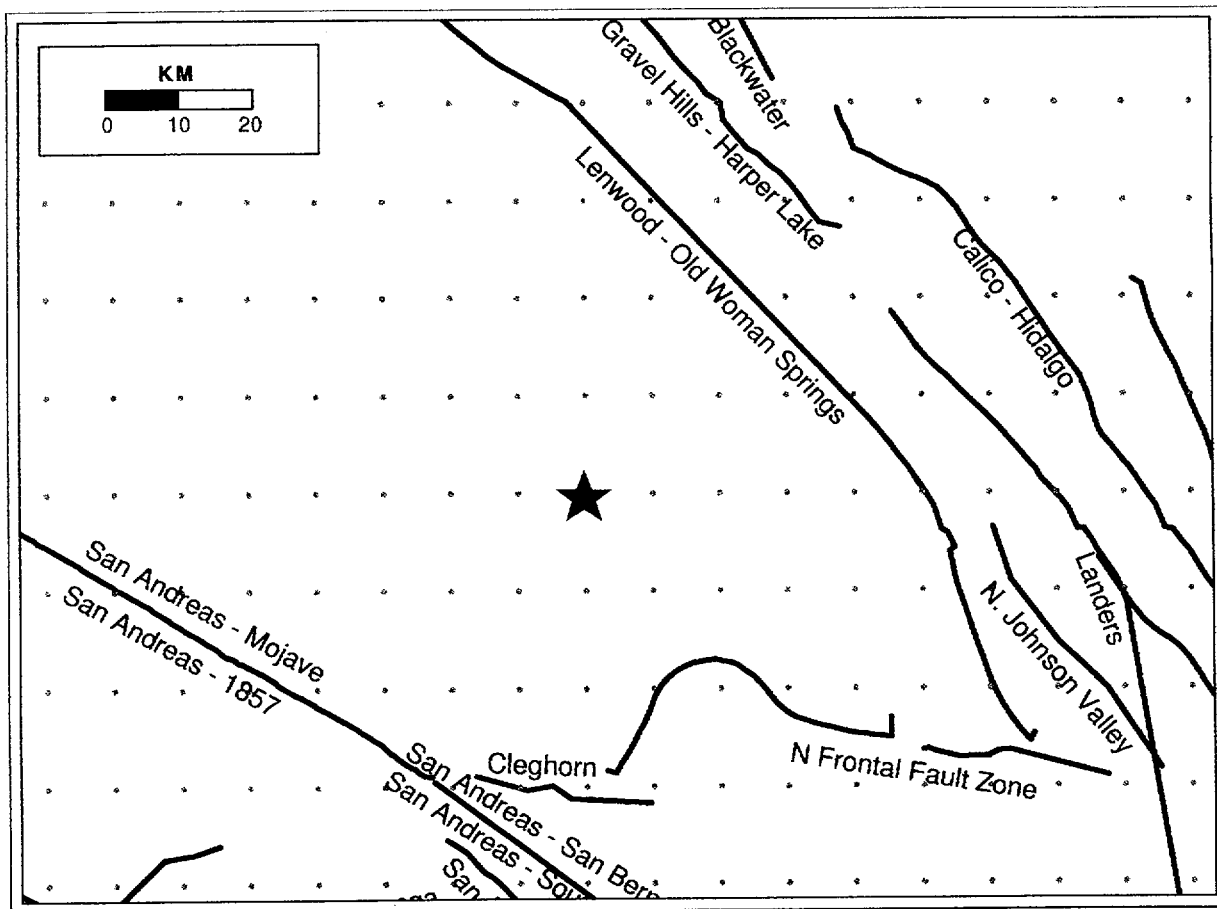 KM
0 10 20
Blackwater
Gravel Hills - Harper Lake
Lenwood - Old Woman Springs
Calico - Hidalgo
San Andreas - Mojave
San Andreas - 1857
Landers
N. Johnson Valley
Cleghorn
N Frontal Fault Zone
San Andreas - San Bern
San Andreas - Sou
San